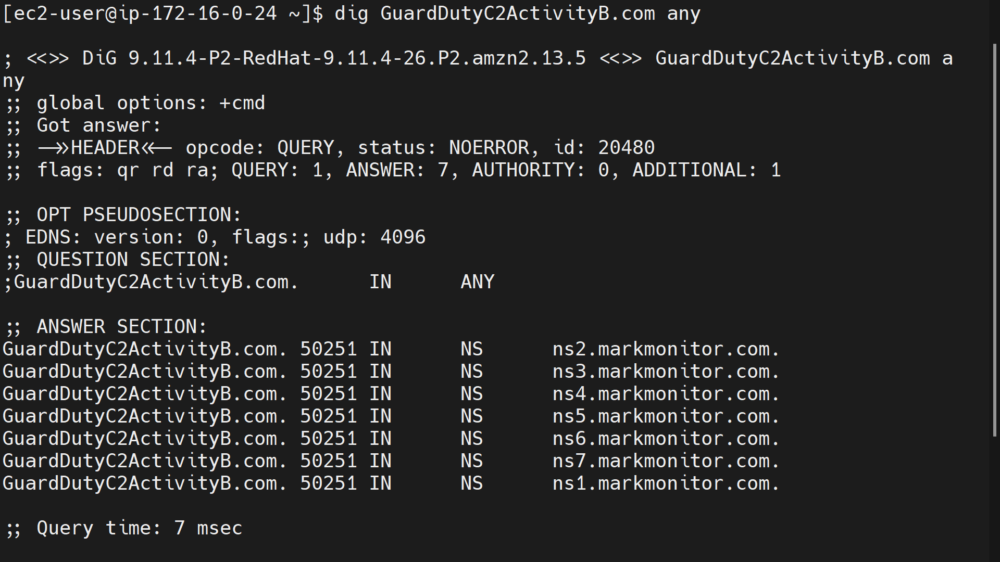 [ec2-user@ip-172-16-0-24 ~]$ dig GuardDutyC2ActivityB.com any
; <<>> DiG 9.11.4-P2-RedHat-9.11.4-26.P2.amzn2.13.5 <<>> GuardDutyC2ActivityB.com a
ny
;; global options: +cmd
;; Got answer:
;; ->>HEADER<<- opcode: QUERY, status: NOERROR, id: 20480
;; flags: qr rd ra; QUERY: 1, ANSWER: 7, AUTHORITY: 0, ADDITIONAL: 1
;; OPT PSEUDOSECTION:
; EDNS: version: 0, flags:; udp: 4096
;; QUESTION SECTION:
;GuardDutyC2ActivityB.com. IN ANY
;; ANSWER SECTION:
GuardDutyC2ActivityB.com. 50251 IN NS ns2.markmonitor.com.
GuardDutyC2ActivityB.com. 50251 IN NS ns3.markmonitor.com.
GuardDutyC2ActivityB.com. 50251 IN NS ns4.markmonitor.com.
GuardDutyC2ActivityB.com. 50251 IN NS ns5.markmonitor.com.
GuardDutyC2ActivityB.com. 50251 IN NS ns6.markmonitor.com.
GuardDutyC2ActivityB.com. 50251 IN NS ns7.markmonitor.com.
GuardDutyC2ActivityB.com. 50251 IN NS ns1.markmonitor.com.
;; Query time: 7 msec